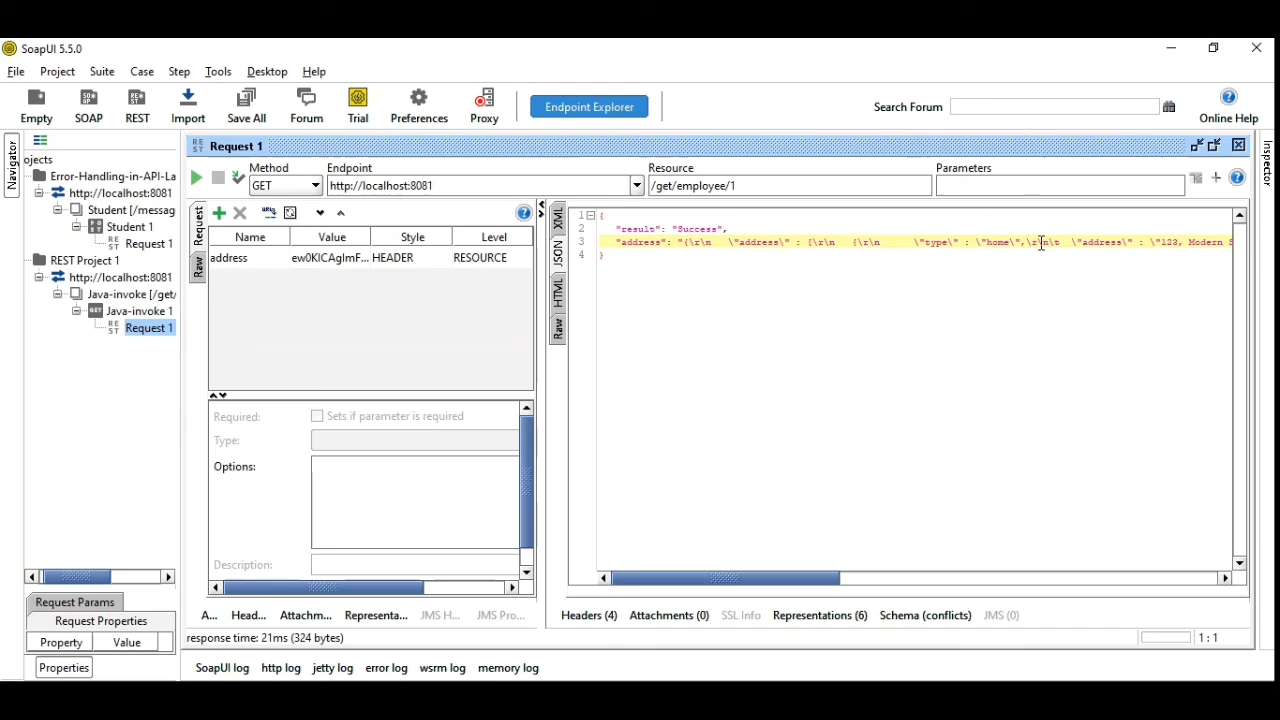 SoapUI 5.5.0
File Project Suite Case Step Tools Desktop Help
Empty SOAP REST Import Save All Forum Trial Preferences Proxy Endpoint Explorer Search Forum Online Help
Navigator
ojects
Error-Handling-in-API-La
http://localhost:8081
Student [/messag
Student 1
Request 1
REST Project 1
http://localhost:8081
Java-invoke [/get/
Java-invoke 1
Request 1
Request Params
Request Properties
Property Value
Properties
Request 1
Method Endpoint Resource Parameters
GET http://localhost:8081 /get/employee/1
Request
Raw
Name Value Style Level
address ew0KICAgImF... HEADER RESOURCE
Required: Sets if parameter is required
Type:
Options:
Description:
A... Head... Attachm... Representa... JMS H... JMS Pro...
XML
JSON
HTML
Raw
1 {
2 "result": "Success",
3 "address": "{\r\n \"address\" : [\r\n {\r\n \"type\" : \"home\",\r\n\t \"address\" : \"123, Modern S
4 }
Headers (4) Attachments (0) SSL Info Representations (6) Schema (conflicts) JMS (0)
response time: 21ms (324 bytes)
1 : 1
SoapUI log http log jetty log error log wsrm log memory log
Inspector